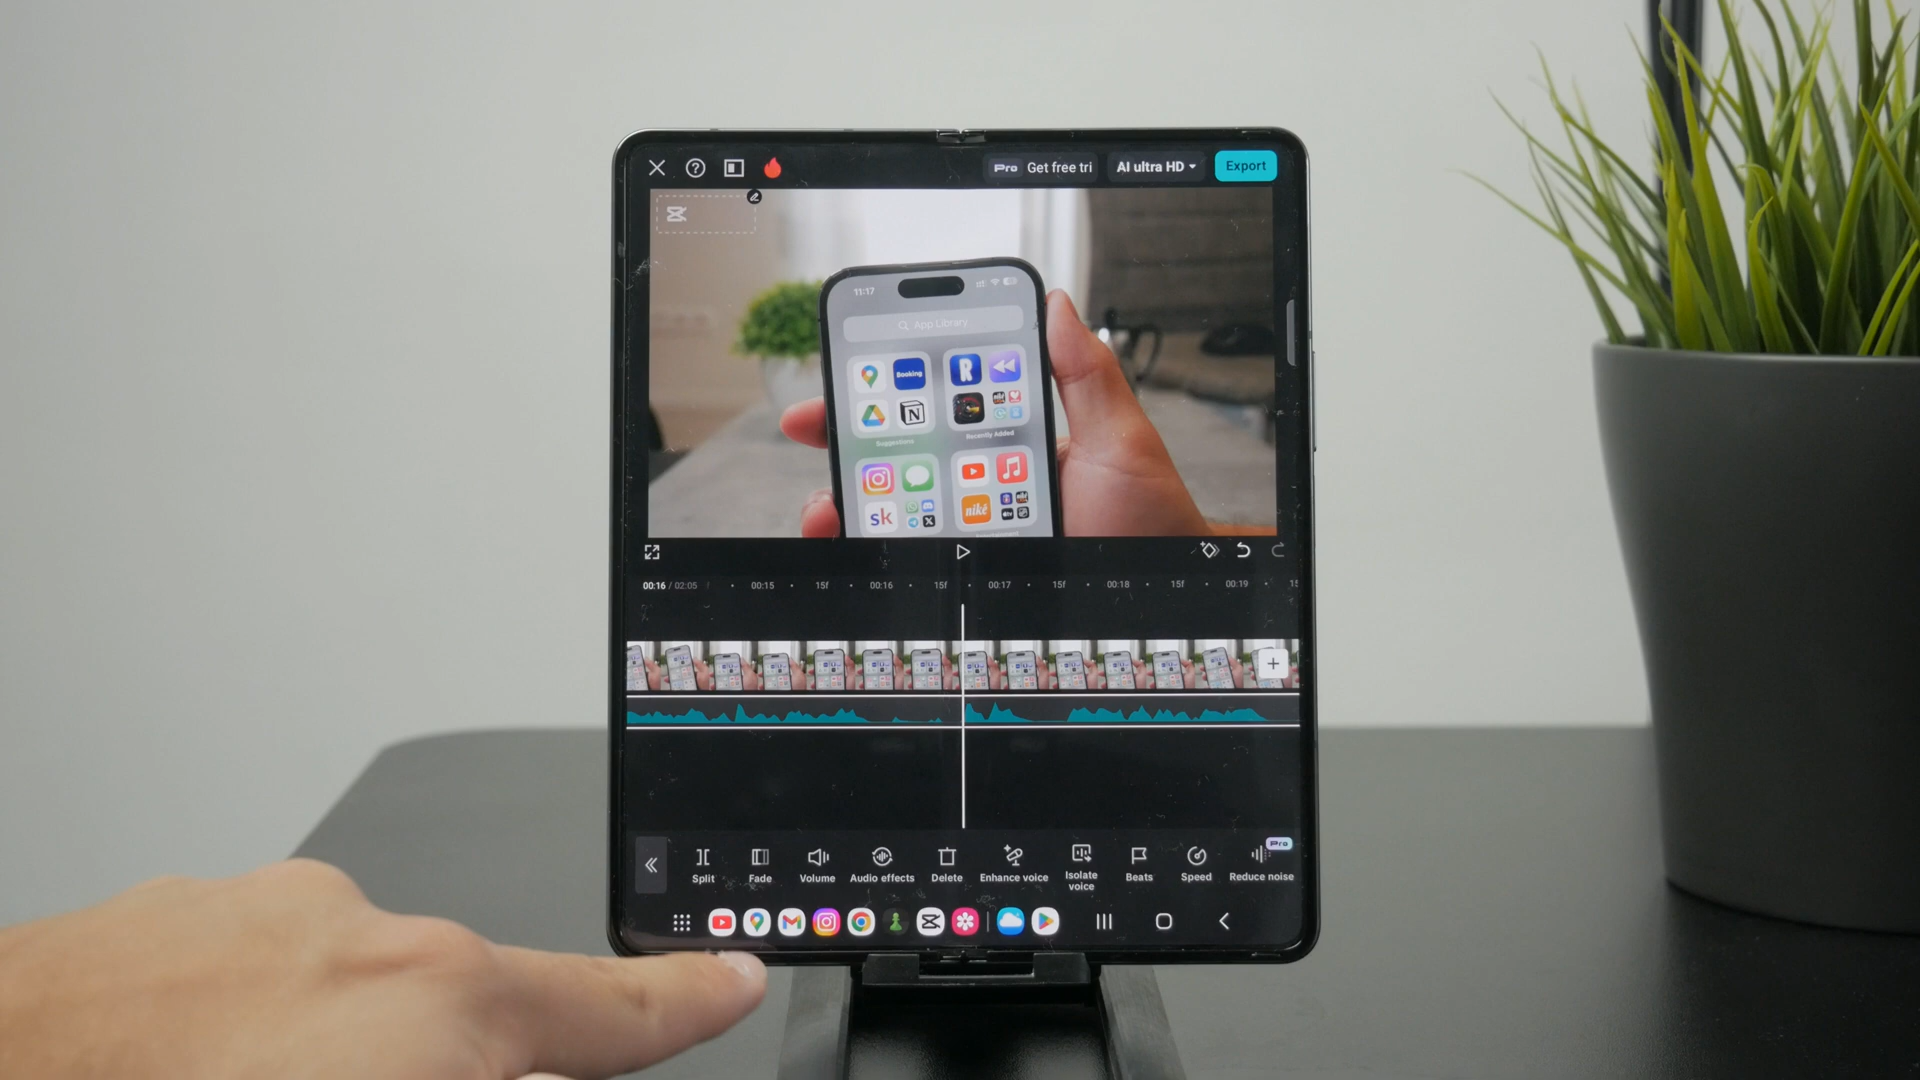 Pro Get free tri AI ultra HD Export
11:17
App Library
Booking R
N
Suggestions Recently Added
sk X nikē
00:16 / 02:05 f 00:15 15f 00:16 15f 00:17 15f 00:18 15f 00:19 15
Pro
Split Fade Volume Audio effects Delete Enhance voice Isolate voice Beats Speed Reduce noise